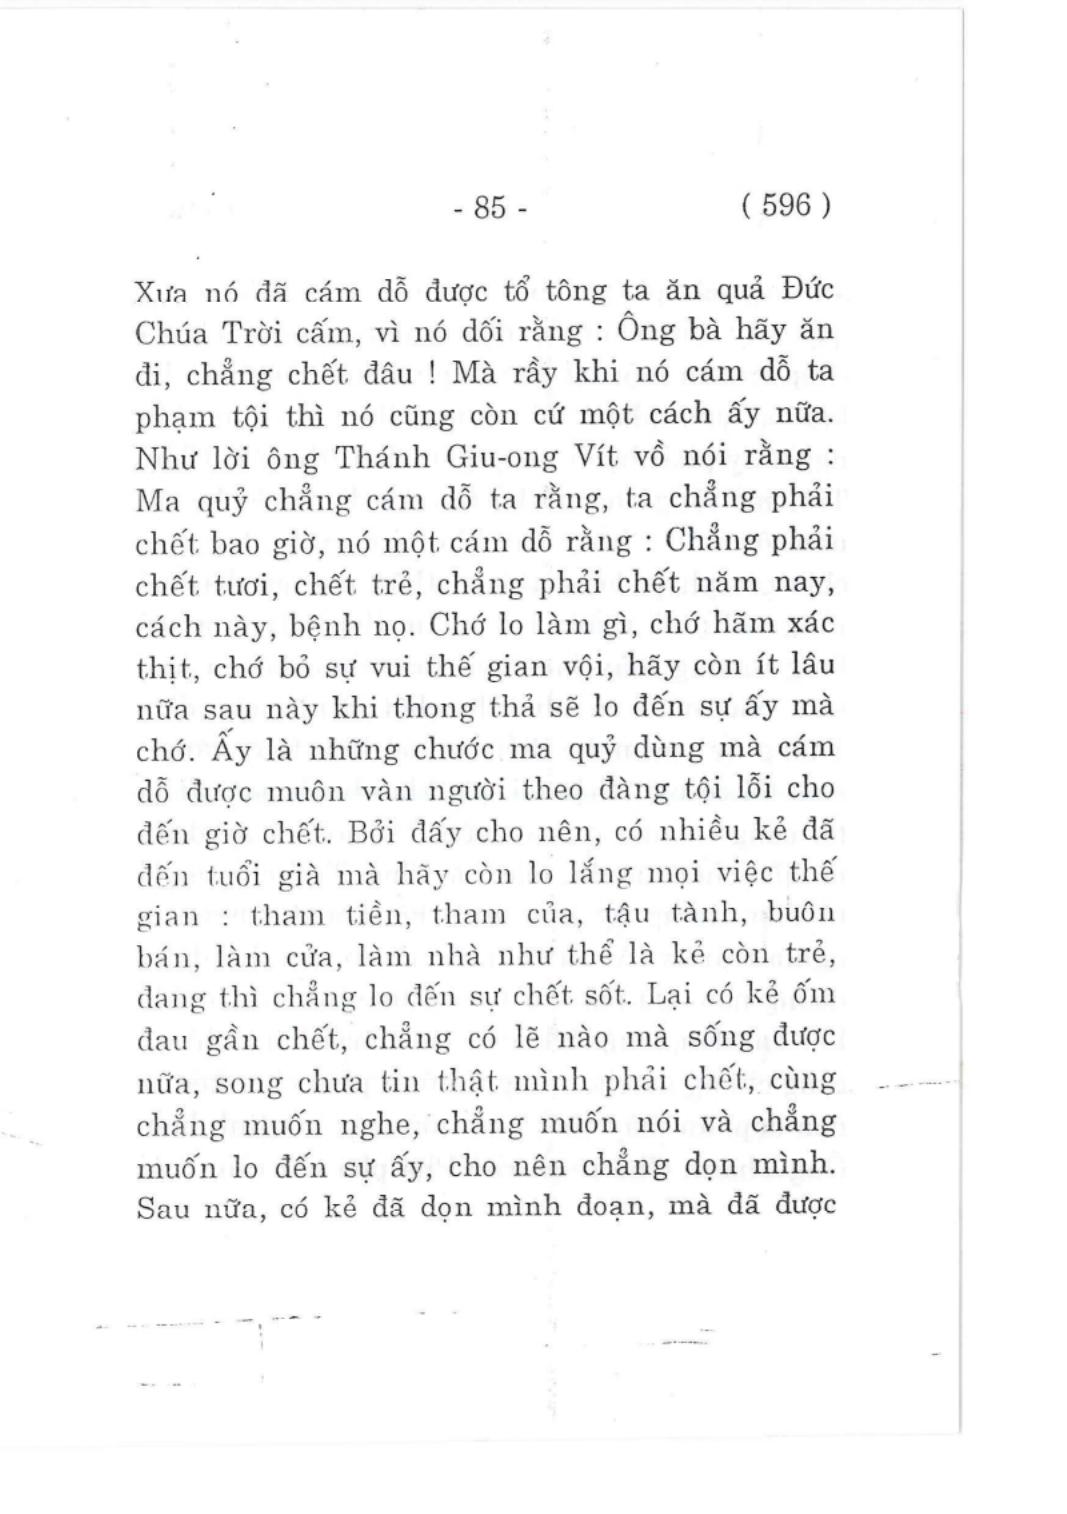 - 85 - ( 596 )
Xưa nó đã cám dỗ được tổ tông ta ăn quả Đức
Chúa Trời cấm, vì nó dối rằng : Ông bà hãy ăn
đi, chẳng chết đâu ! Mà rầy khi nó cám dỗ ta
phạm tội thì nó cũng còn cứ một cách ấy nữa.
Như lời ông Thánh Giu-ong Vít vồ nói rằng :
Ma quỷ chẳng cám dỗ ta rằng, ta chẳng phải
chết bao giờ, nó một cám dỗ rằng : Chẳng phải
chết tươi, chết trẻ, chẳng phải chết năm nay,
cách này, bệnh nọ. Chớ lo làm gì, chớ hãm xác
thịt, chớ bỏ sự vui thế gian vội, hãy còn ít lâu
nữa sau này khi thong thả sẽ lo đến sự ấy mà
chớ. Ấy là những chước ma quỷ dùng mà cám
dỗ được muôn vàn người theo đàng tội lỗi cho
đến giờ chết. Bởi đấy cho nên, có nhiều kẻ đã
đến tuổi già mà hãy còn lo lắng mọi việc thế
gian : tham tiền, tham của, tậu tành, buôn
bán, làm cửa, làm nhà như thể là kẻ còn trẻ,
đang thì chẳng lo đến sự chết sốt. Lại có kẻ ốm
đau gần chết, chẳng có lẽ nào mà sống được
nữa, song chưa tin thật mình phải chết, cùng
chẳng muốn nghe, chẳng muốn nói và chẳng
muốn lo đến sự ấy, cho nên chẳng dọn mình.
Sau nữa, có kẻ đã dọn mình đoạn, mà đã được